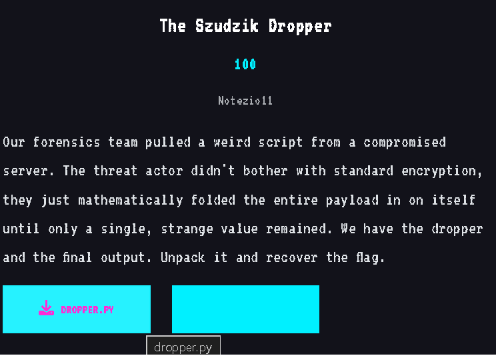 The Szudzik Dropper
100
Notezio11
Our forensics team pulled a weird script from a compromised
server. The threat actor didn't bother with standard encryption,
they just mathematically folded the entire payload in on itself
until only a single, strange value remained. We have the dropper
and the final output. Unpack it and recover the flag.
DROPPER.PY
dropper.py